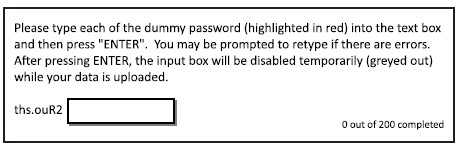 Please type each of the dummy password (highlighted in red) into the text box
and then press "ENTER". You may be prompted to retype if there are errors.
After pressing ENTER, the input box will be disabled temporarily (greyed out)
while your data is uploaded.
ths.ouR2
0 out of 200 completed